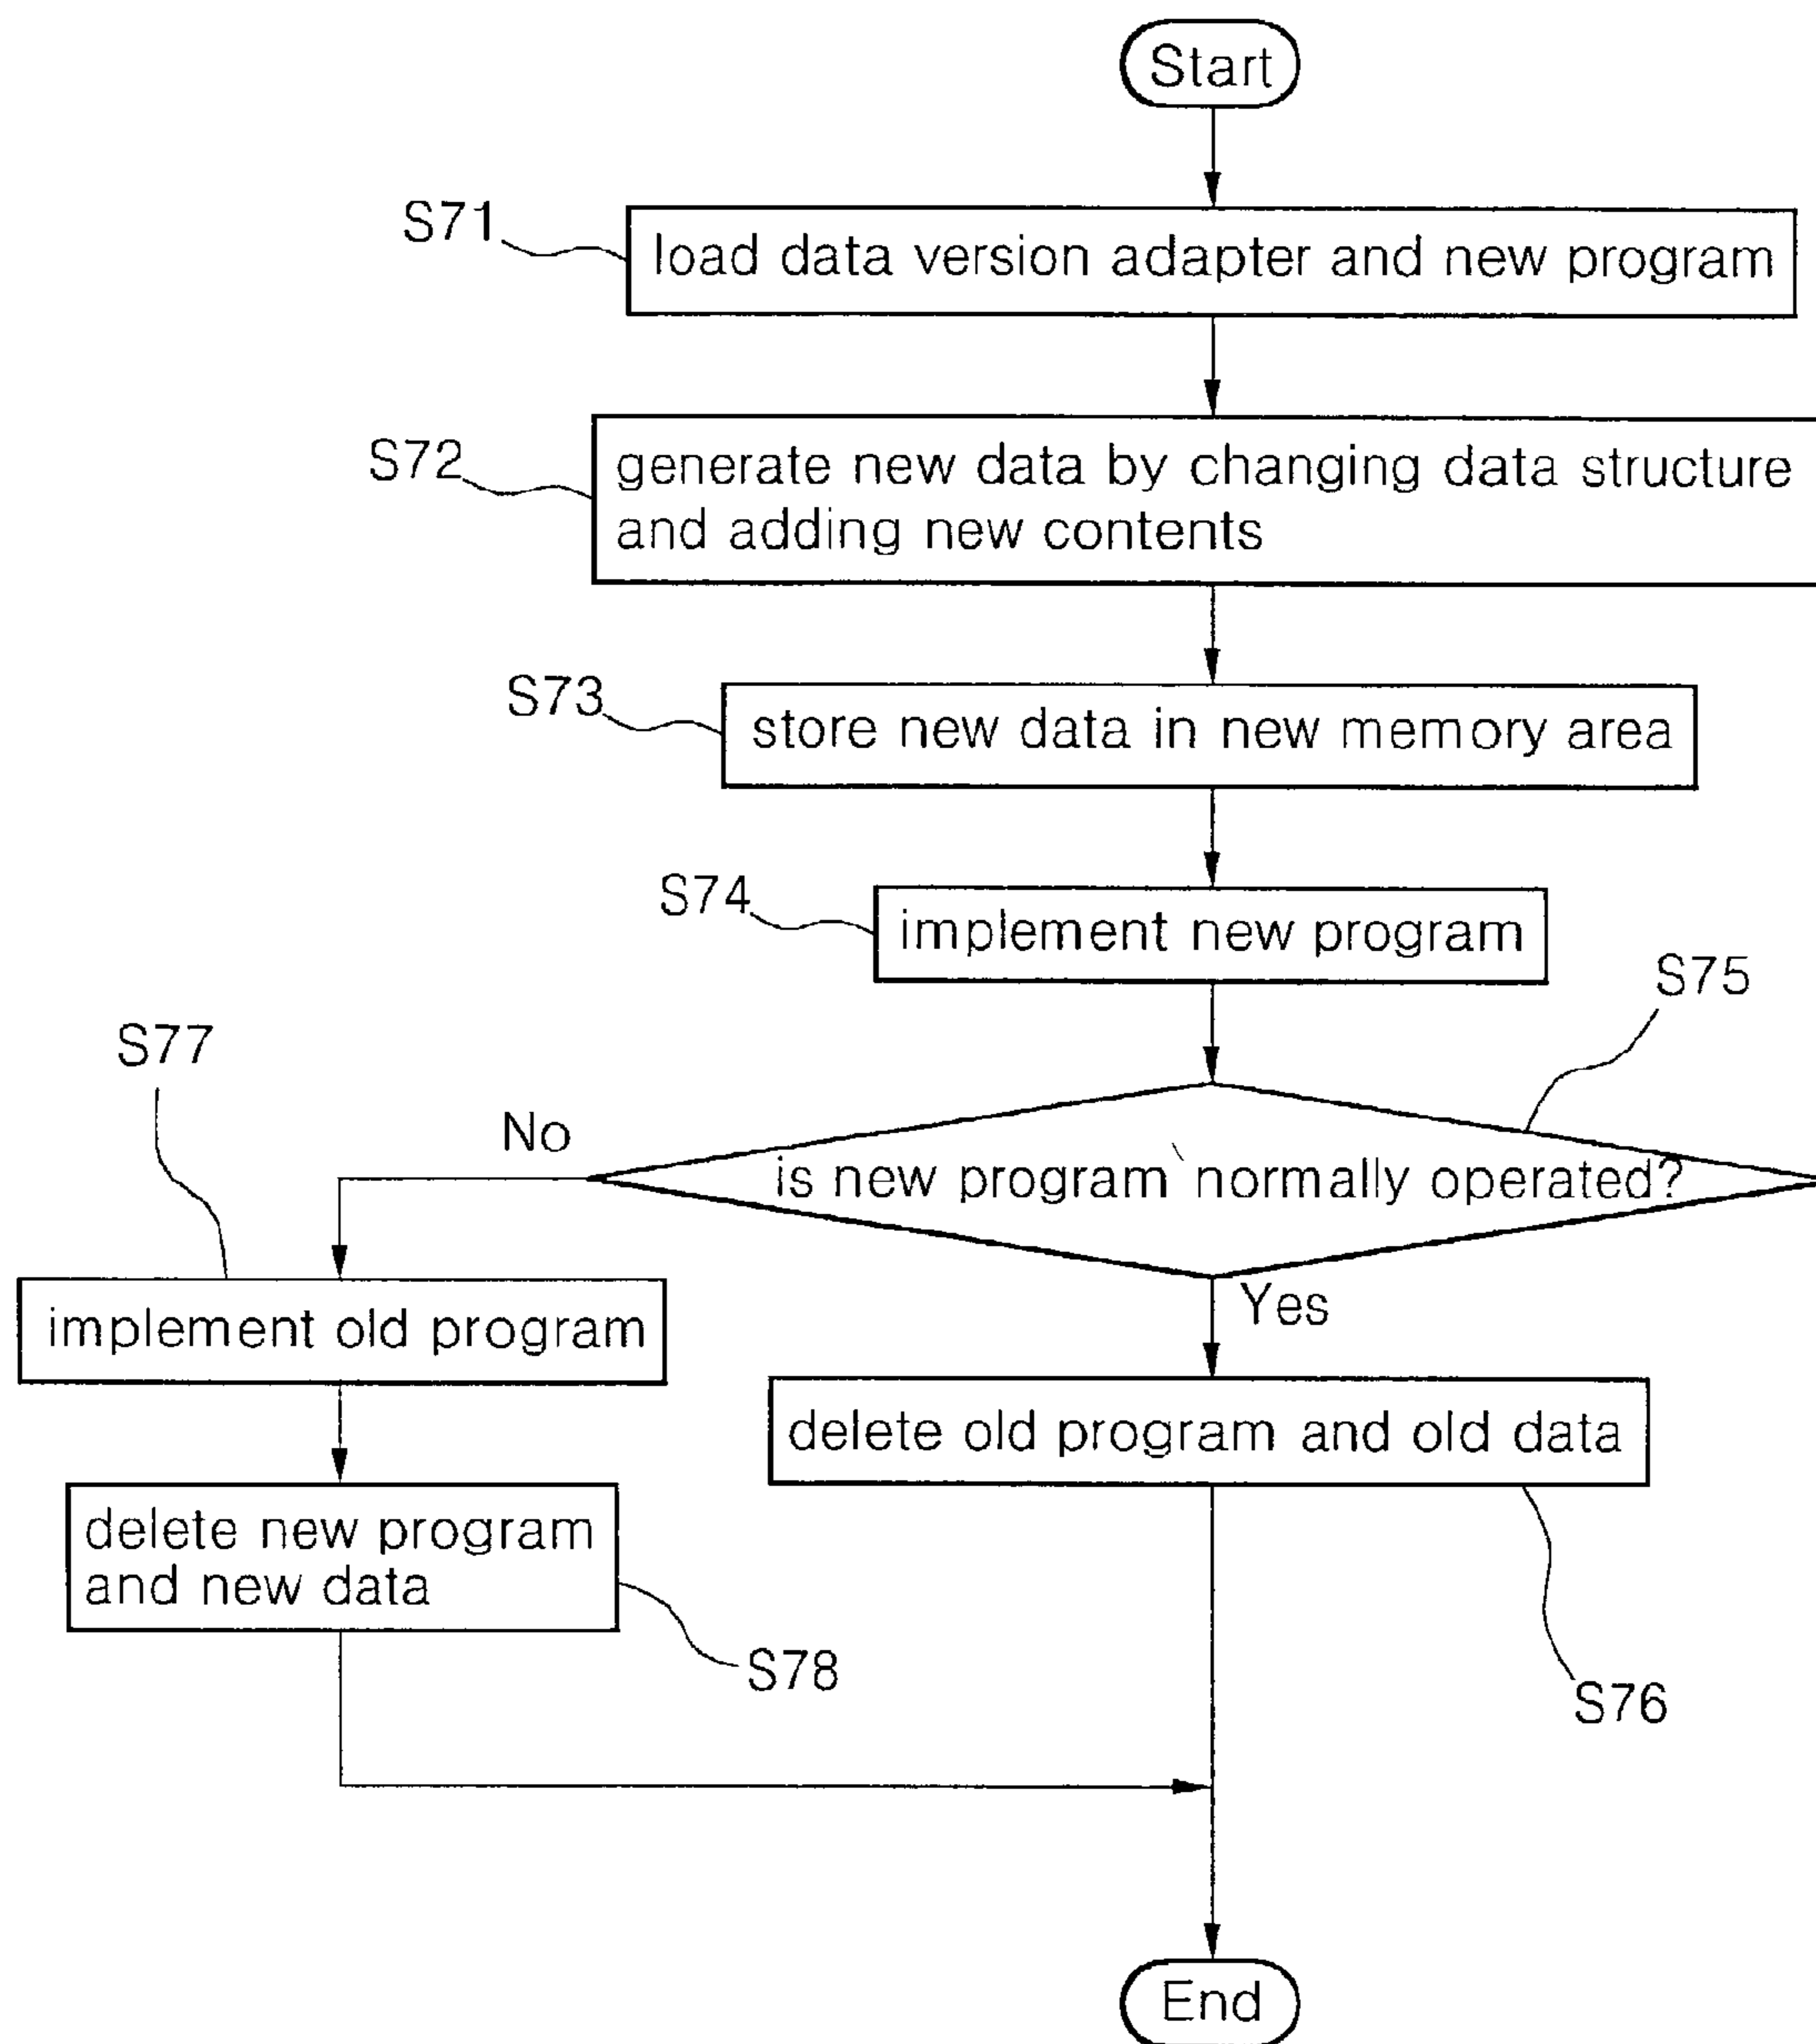 Start
S71
load data version adapter and new program
S72
generate new data by changing data structure
and adding new contents
S73
store new data in new memory area
S74
implement new program
S75
S77
No
is new program normally operated?
Yes
implement old program
delete old program and old data
delete new program
and new data
S78
S76
End